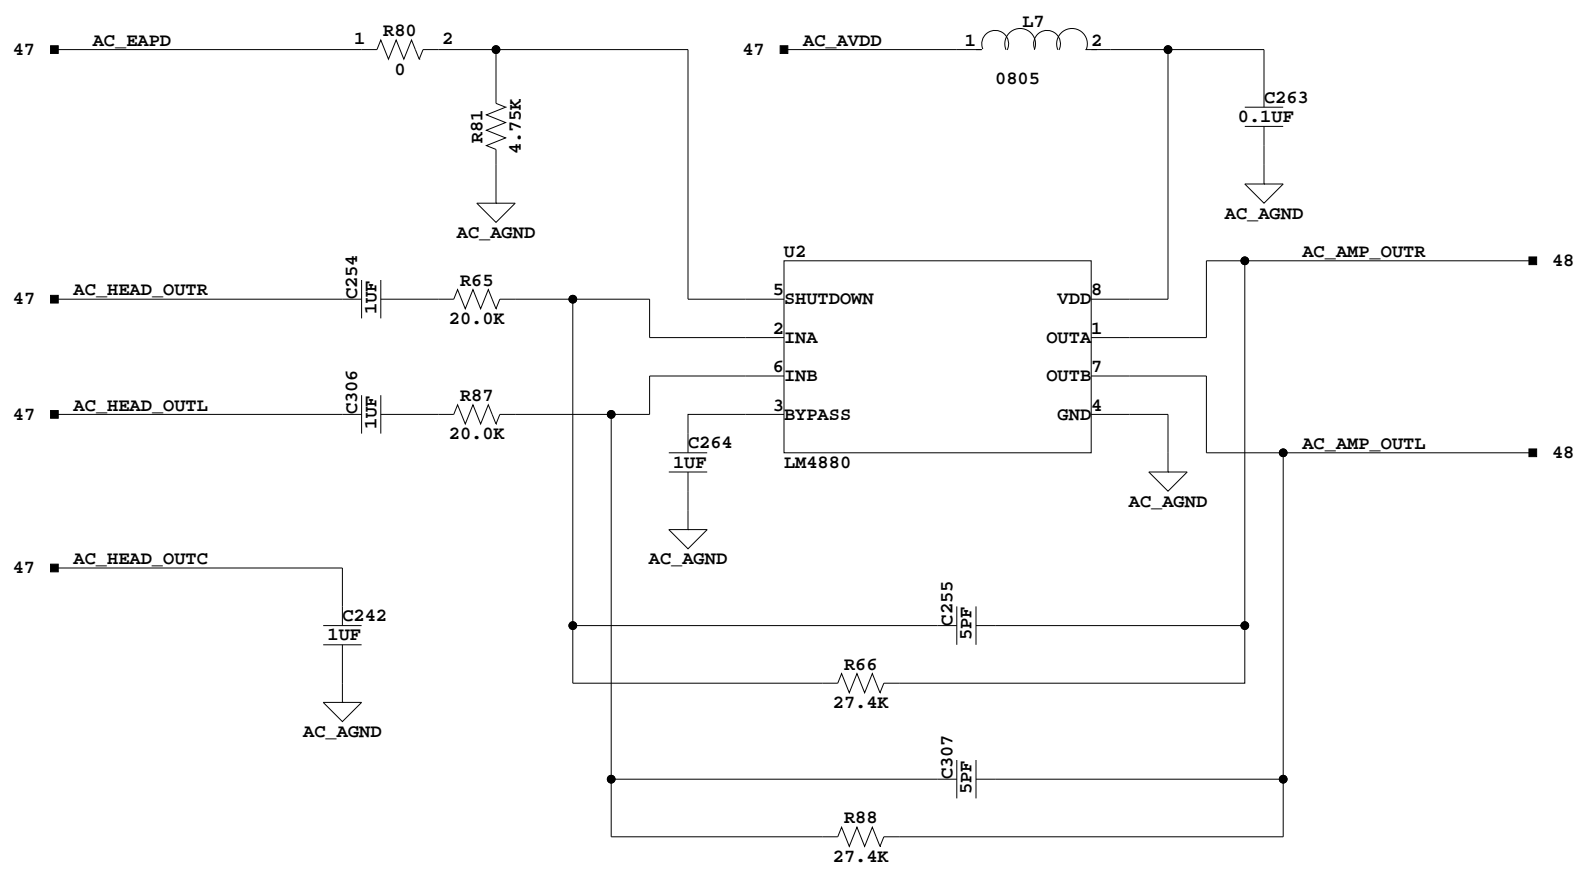 47 AC_EAPD 1 R80 2
0
R81 4.75K
AC_AGND
47 AC_AVDD 1 L7 2
0805
C263
0.1UF
AC_AGND
47 AC_HEAD_OUTR C254 1UF R65
20.0K
47 AC_HEAD_OUTL C306 1UF R87
20.0K
U2
5 SHUTDOWN VDD 8
2 INA OUTA 1
6 INB OUTB 7
3 BYPASS GND 4
LM4880
AC_AMP_OUTR 48
AC_AMP_OUTL 48
C264
1UF
AC_AGND
AC_AGND
47 AC_HEAD_OUTC
C242
1UF
AC_AGND
C255 5PF
R66
27.4K
C307 5PF
R88
27.4K